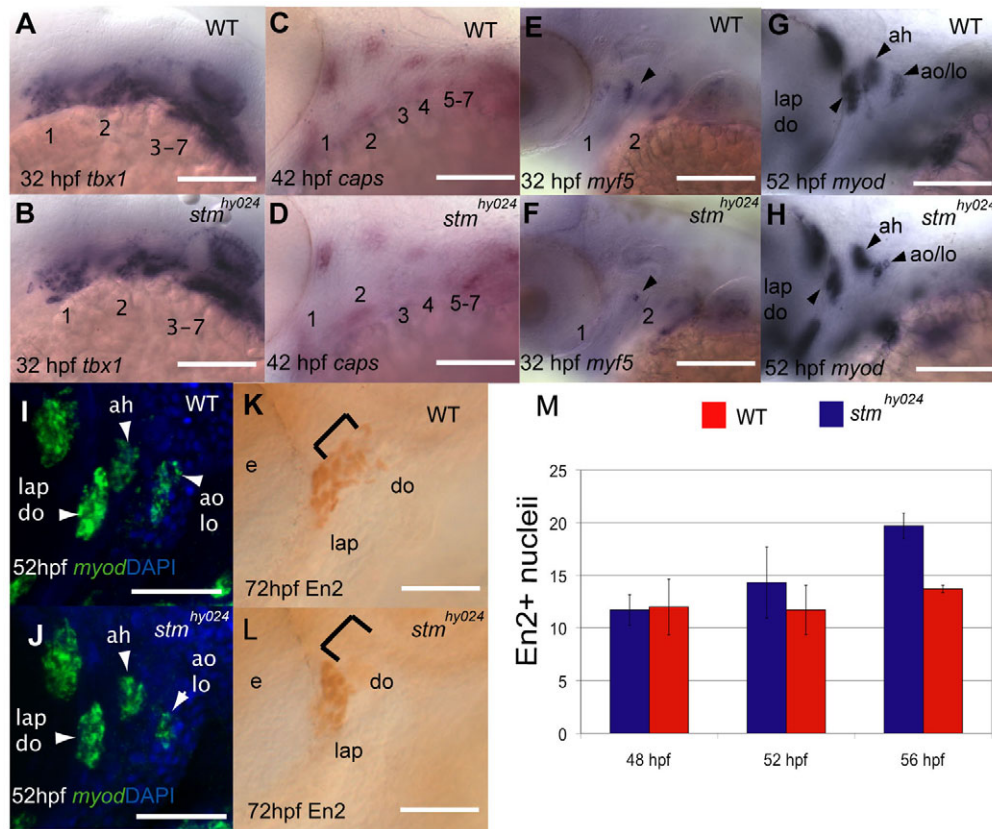 A
WT
1
2
3–7
32 hpf tbx1
B
stm hy024
1
2
3–7
32 hpf tbx1
C
WT
1
2
3
4
5-7
42 hpf caps
D
stm hy024
1
2
3
4
5-7
42 hpf caps
E
WT
1
2
32 hpf myf5
F
stm hy024
1
2
32 hpf myf5
G
WT
ah
ao/lo
lap
do
52 hpf myod
H
stm hy024
ah
ao/lo
lap
do
52 hpf myod
I
WT
ah
lap
do
ao
lo
52hpf myodDAPI
J
stm hy024
ah
ao
lo
lap
do
52hpf myodDAPI
K
WT
e
do
lap
72hpf En2
L
stm hy024
e
do
lap
72hpf En2
M
WT
stm hy024
En2+ nucleii
25
20
15
10
5
0
48 hpf
52 hpf
56 hpf